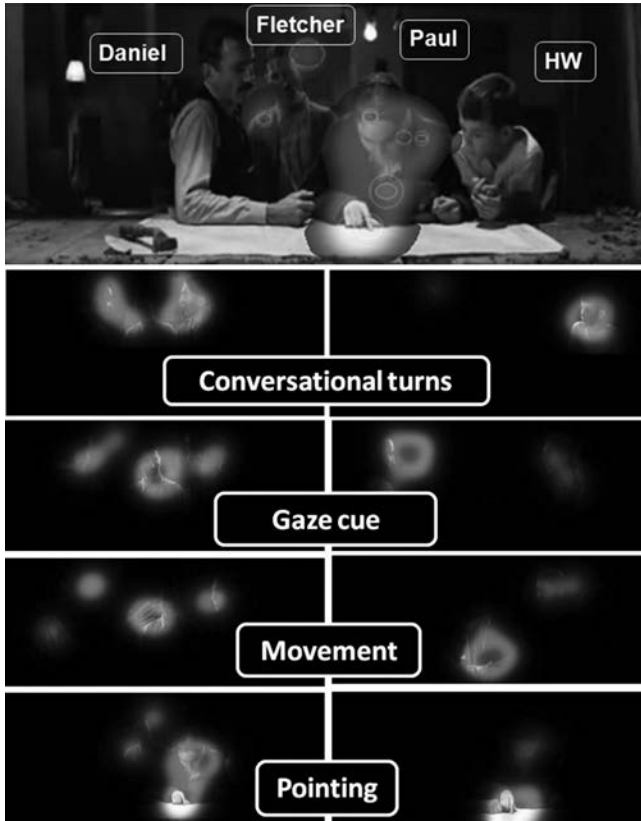 Fletcher
Daniel
Paul
HW
Conversational turns
Gaze cue
Movement
Pointing